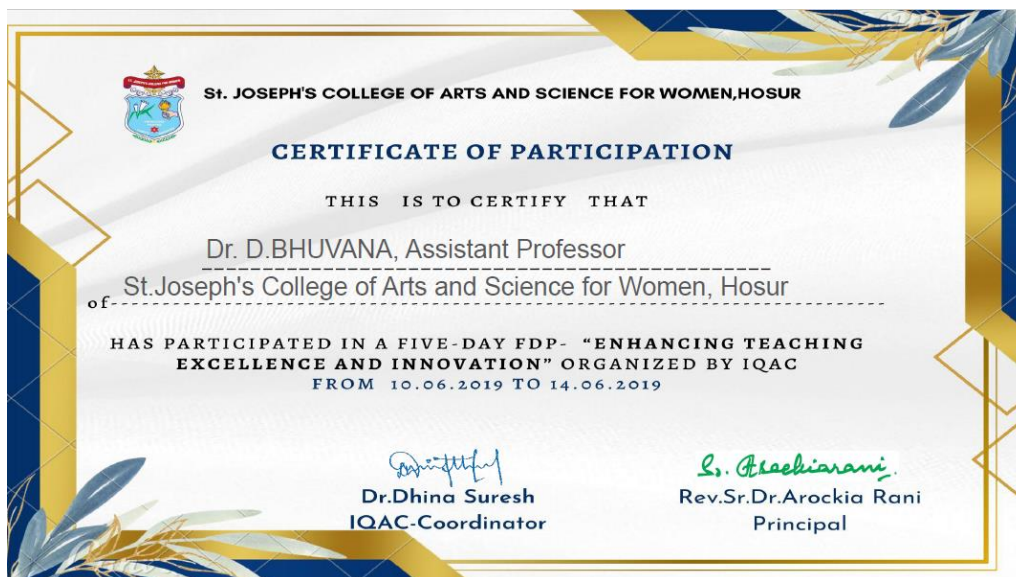 St. JOSEPH'S COLLEGE OF ARTS AND SCIENCE FOR WOMEN,HOSUR
CERTIFICATE OF PARTICIPATION
THIS IS TO CERTIFY THAT
Dr. D.BHUVANA, Assistant Professor
of St.Joseph's College of Arts and Science for Women, Hosur
HAS PARTICIPATED IN A FIVE-DAY FDP- “ENHANCING TEACHING
EXCELLENCE AND INNOVATION” ORGANIZED BY IQAC
FROM 10.06.2019 TO 14.06.2019
Dr.Dhina Suresh
IQAC-Coordinator
Rev.Sr.Dr.Arockia Rani
Principal